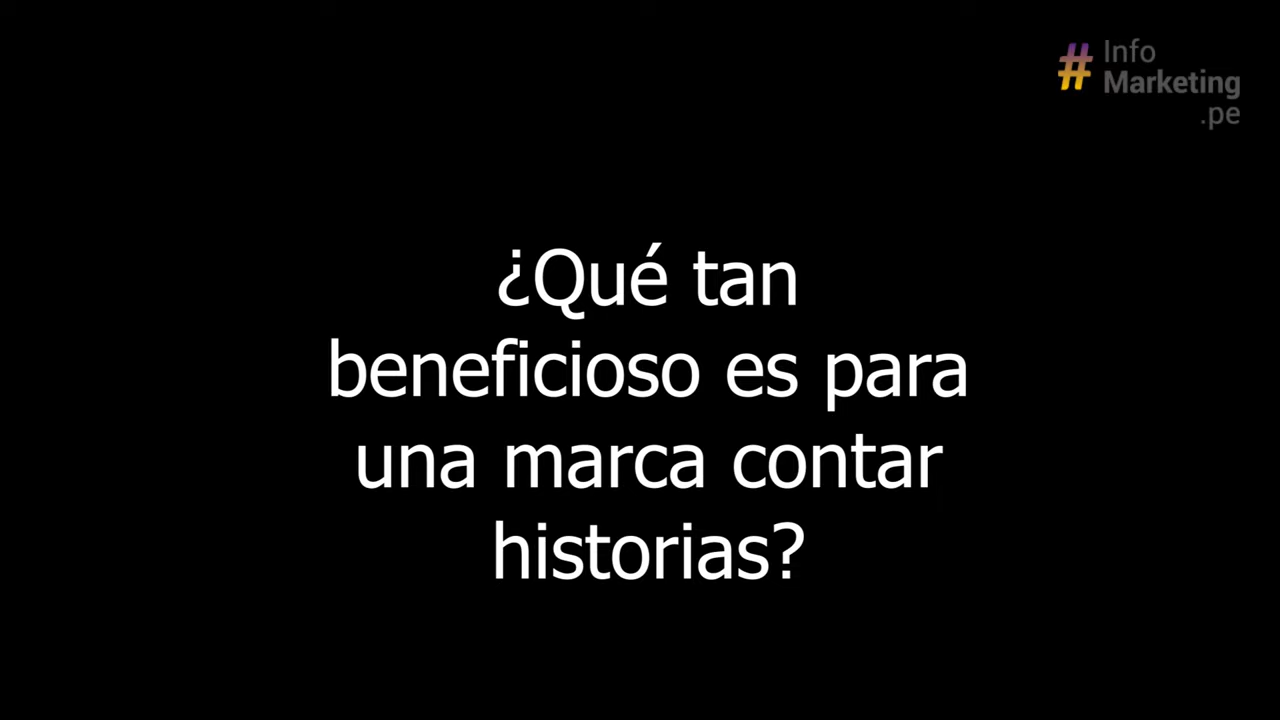 # Info
Marketing
.pe
¿Qué tan
beneficioso es para
una marca contar
historias?